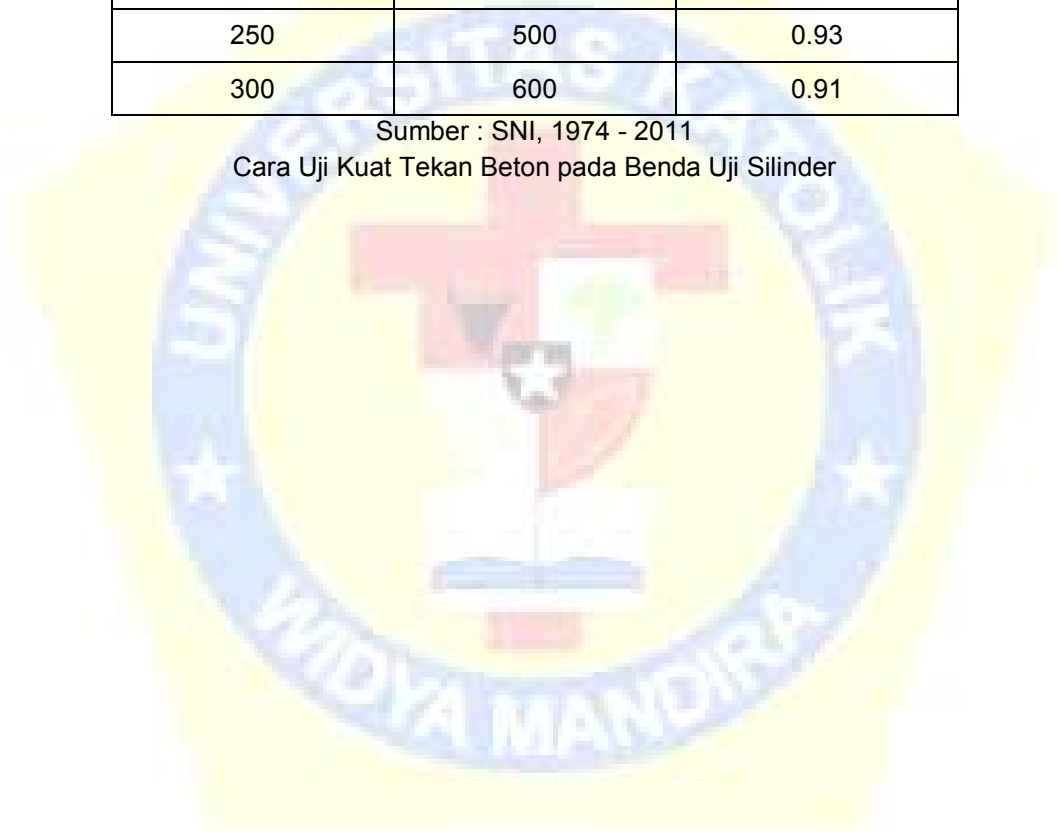 250 500 0.93
300 600 0.91
Sumber : SNI, 1974 - 2011
Cara Uji Kuat Tekan Beton pada Benda Uji Silinder
UNIVERSITAS KATOLIK
WIDYA MANDIRA